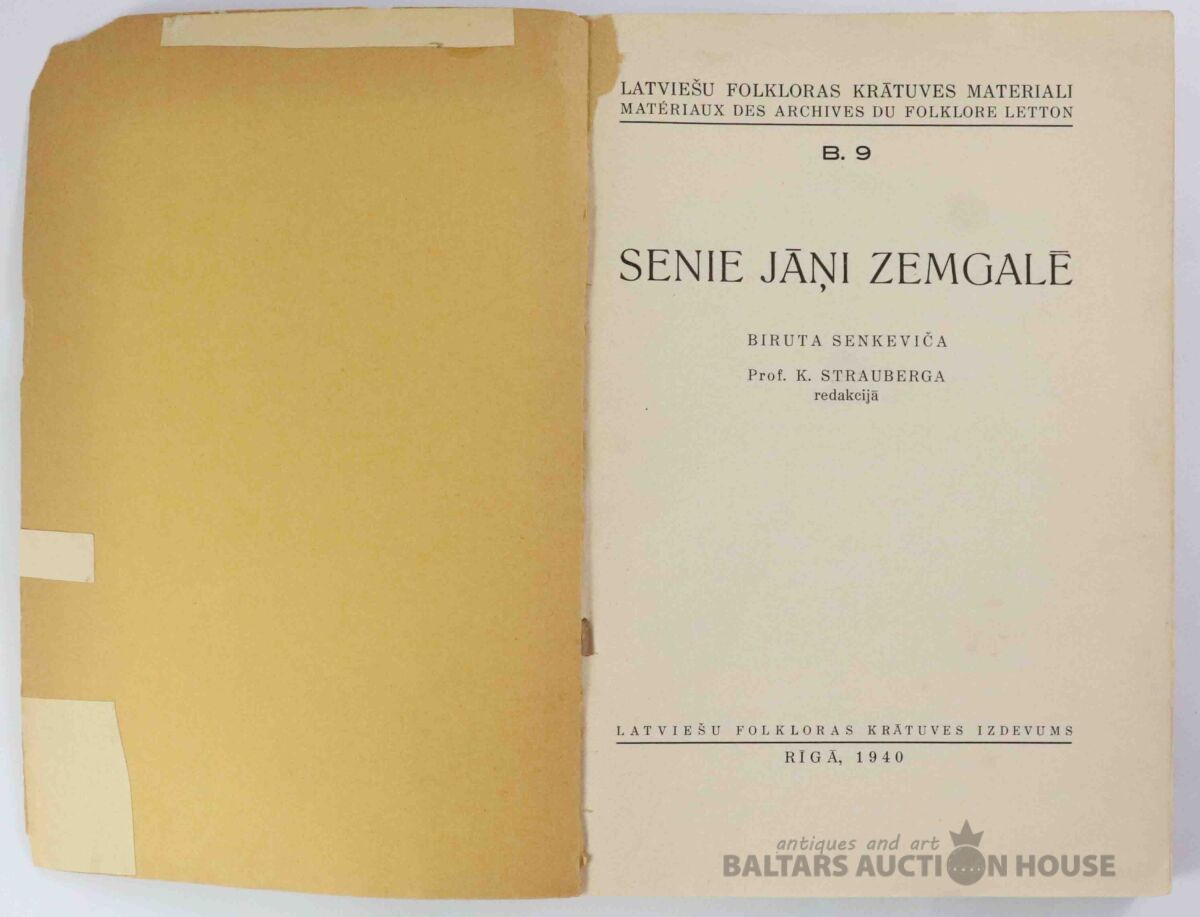 LATVIEŠU FOLKLORAS KRĀTUVES MATERIALI
MATÉRIAUX DES ARCHIVES DU FOLKLORE LETTON
B. 9
SENIE JĀŅI ZEMGALĒ
BIRUTA SENKEVIČA
Prof. K. STRAUBERGA
redakcijā
LATVIEŠU FOLKLORAS KRĀTUVES IZDEVUMS
RĪGĀ, 1940
antiques and art
BALTARS AUCTION HOUSE